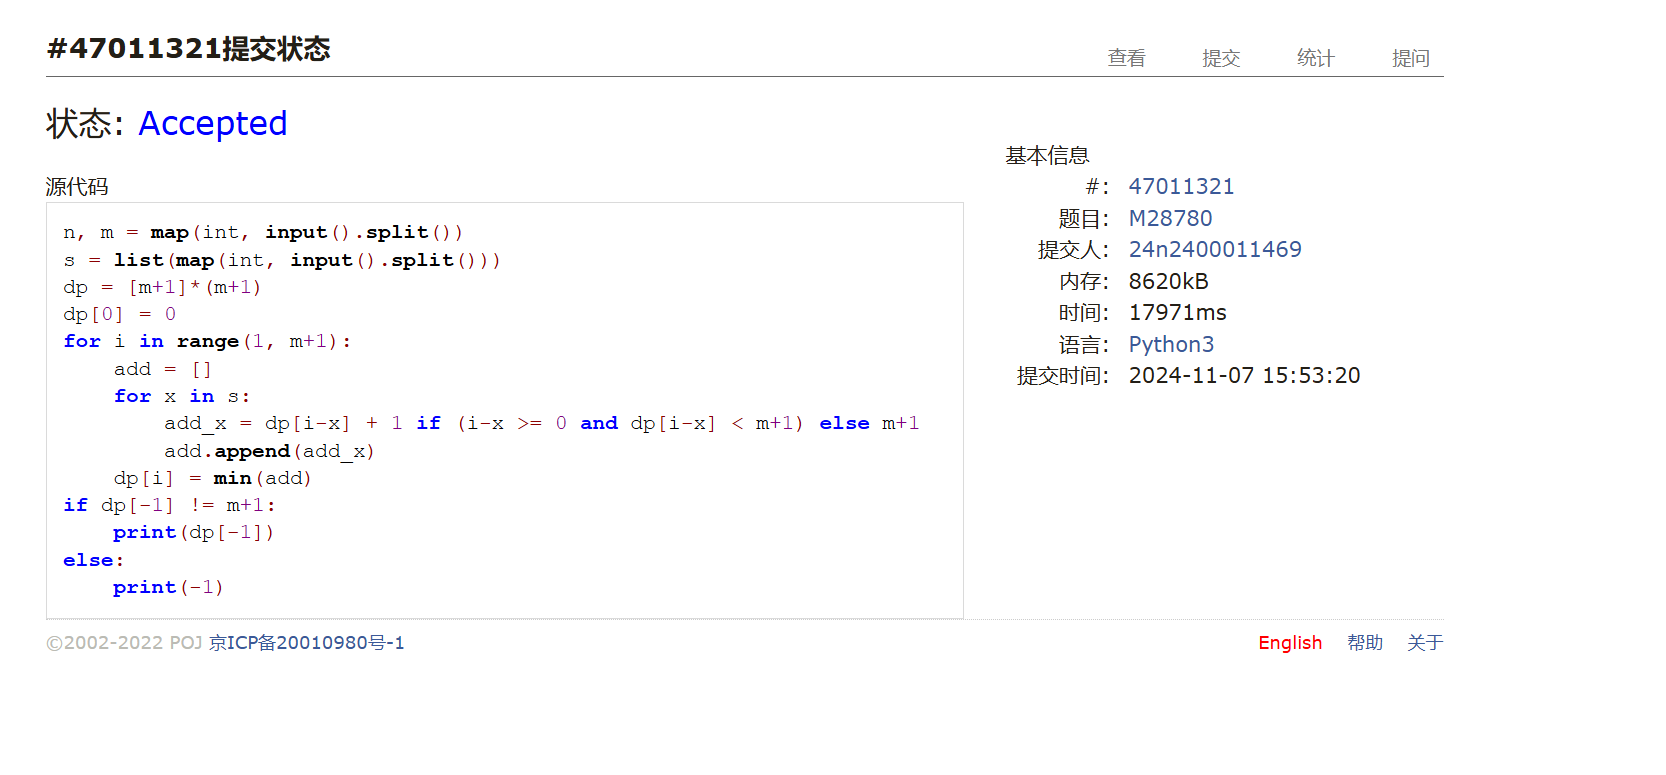 #47011321提交状态
查看 提交 统计 提问
状态: Accepted
源代码
n, m = map(int, input().split())
s = list(map(int, input().split()))
dp = [m+1]*(m+1)
dp[0] = 0
for i in range(1, m+1):
    add = []
    for x in s:
        add_x = dp[i-x] + 1 if (i-x >= 0 and dp[i-x] < m+1) else m+1
        add.append(add_x)
    dp[i] = min(add)
if dp[-1] != m+1:
    print(dp[-1])
else:
    print(-1)
基本信息
#: 47011321
题目: M28780
提交人: 24n2400011469
内存: 8620kB
时间: 17971ms
语言: Python3
提交时间: 2024-11-07 15:53:20
©2002-2022 POJ 京ICP备20010980号-1
English 帮助 关于